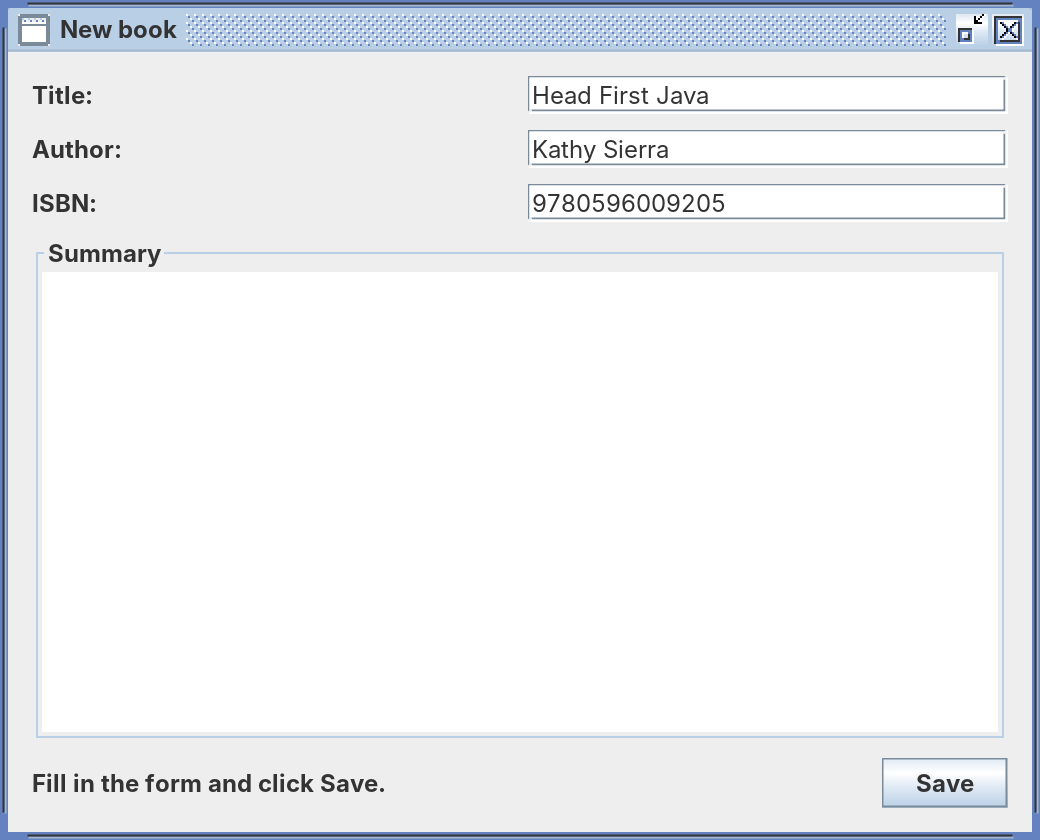 New book
Title: Head First Java
Author: Kathy Sierra
ISBN: 9780596009205
Summary
Fill in the form and click Save. Save